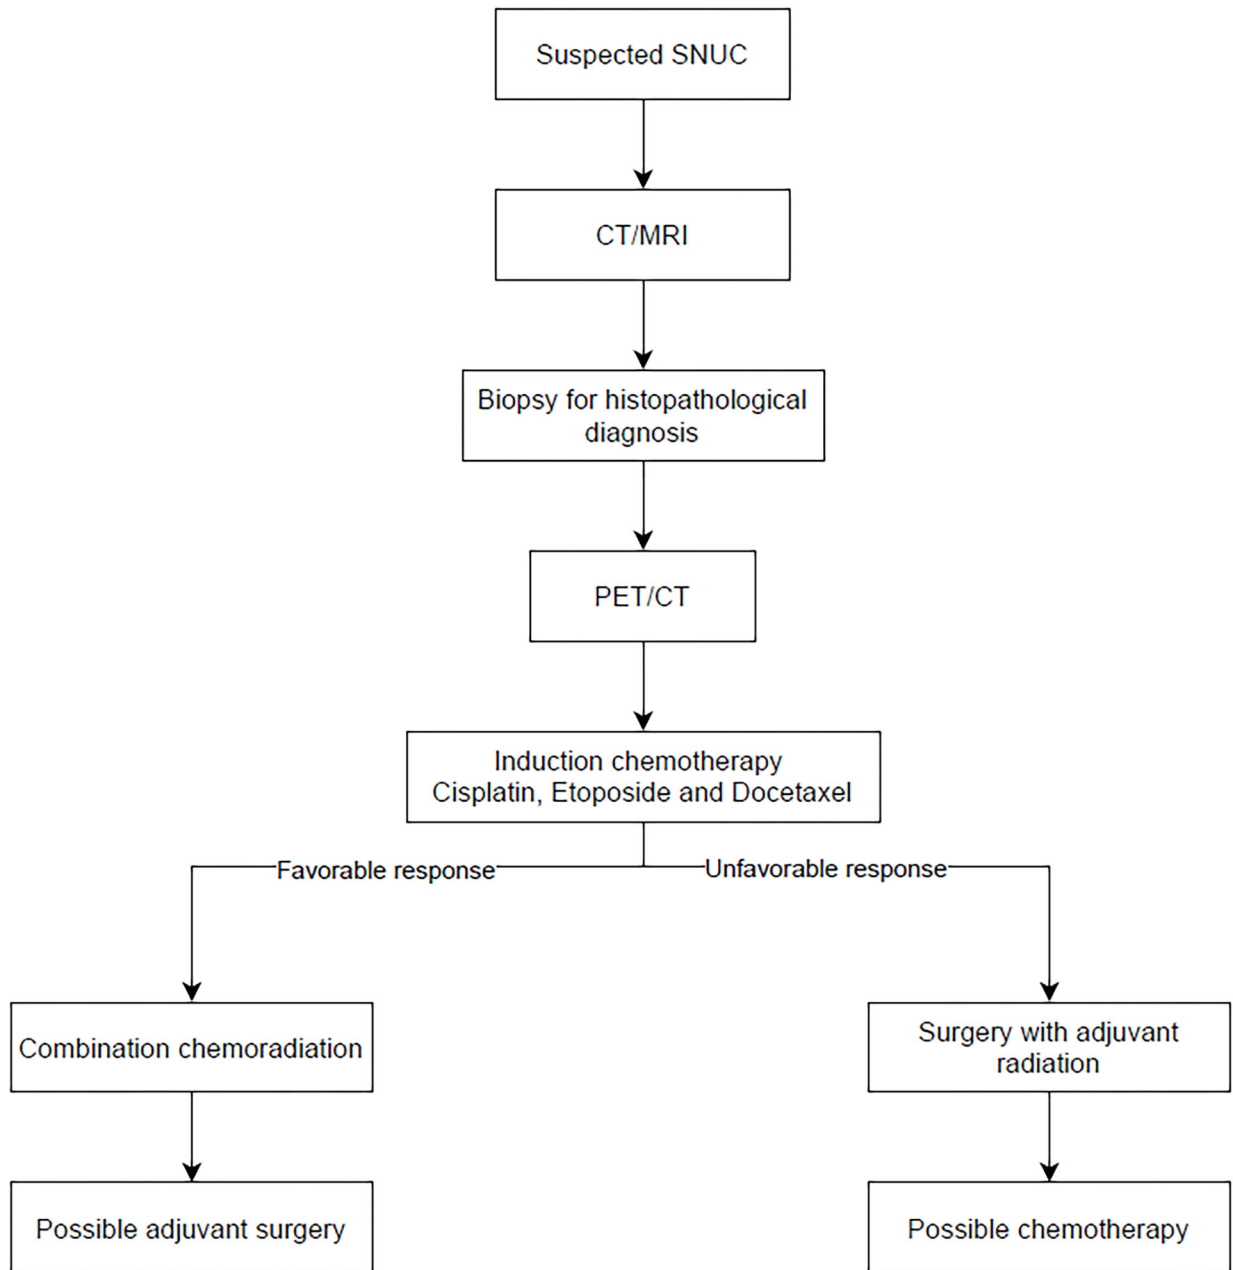 Suspected SNUC
CT/MRI
Biopsy for histopathological
diagnosis
PET/CT
Induction chemotherapy
Cisplatin, Etoposide and Docetaxel
Favorable response
Unfavorable response
Combination chemoradiation
Surgery with adjuvant
radiation
Possible adjuvant surgery
Possible chemotherapy